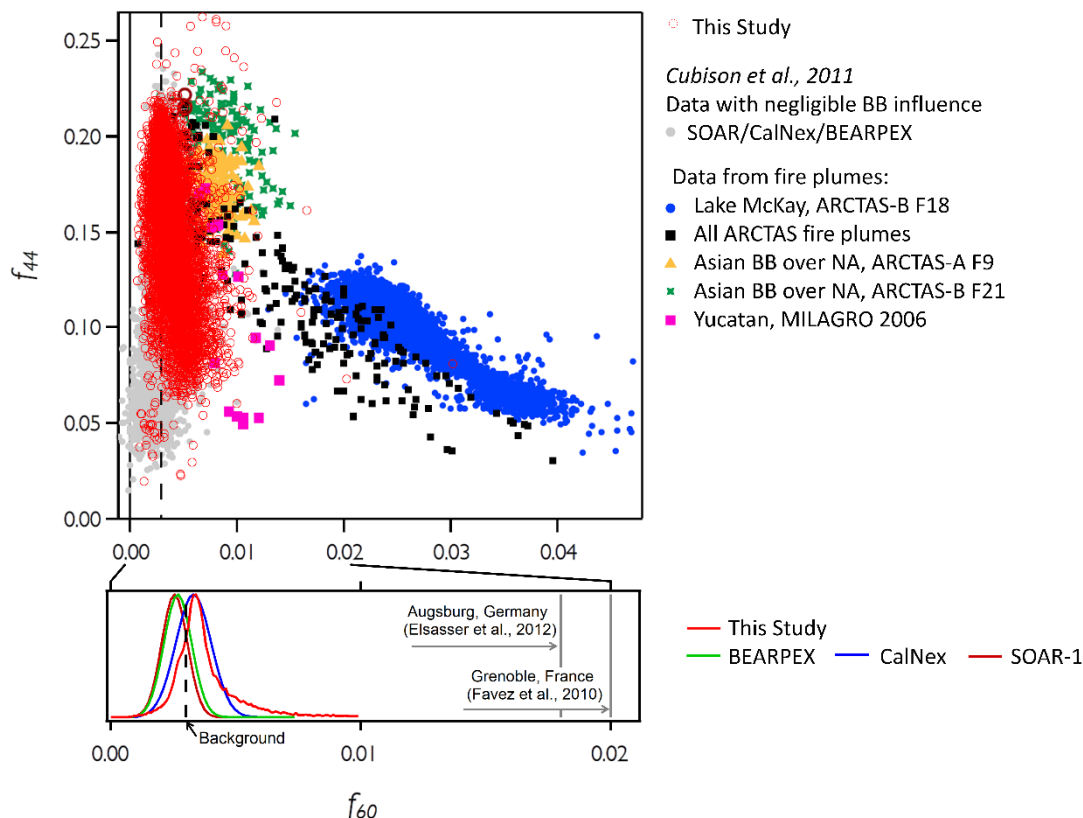 0.25
0.20
0.15
0.10
0.05
0.00
f44
0.00
0.01
0.02
0.03
0.04
This Study
Cubison et al., 2011
Data with negligible BB influence
SOAR/CalNex/BEARPEX
Data from fire plumes:
Lake McKay, ARCTAS-B F18
All ARCTAS fire plumes
Asian BB over NA, ARCTAS-A F9
Asian BB over NA, ARCTAS-B F21
Yucatan, MILAGRO 2006
Augsburg, Germany
(Elsasser et al., 2012)
Grenoble, France
(Favez et al., 2010)
Background
0.00
0.01
0.02
f60
This Study
BEARPEX
CalNex
SOAR-1